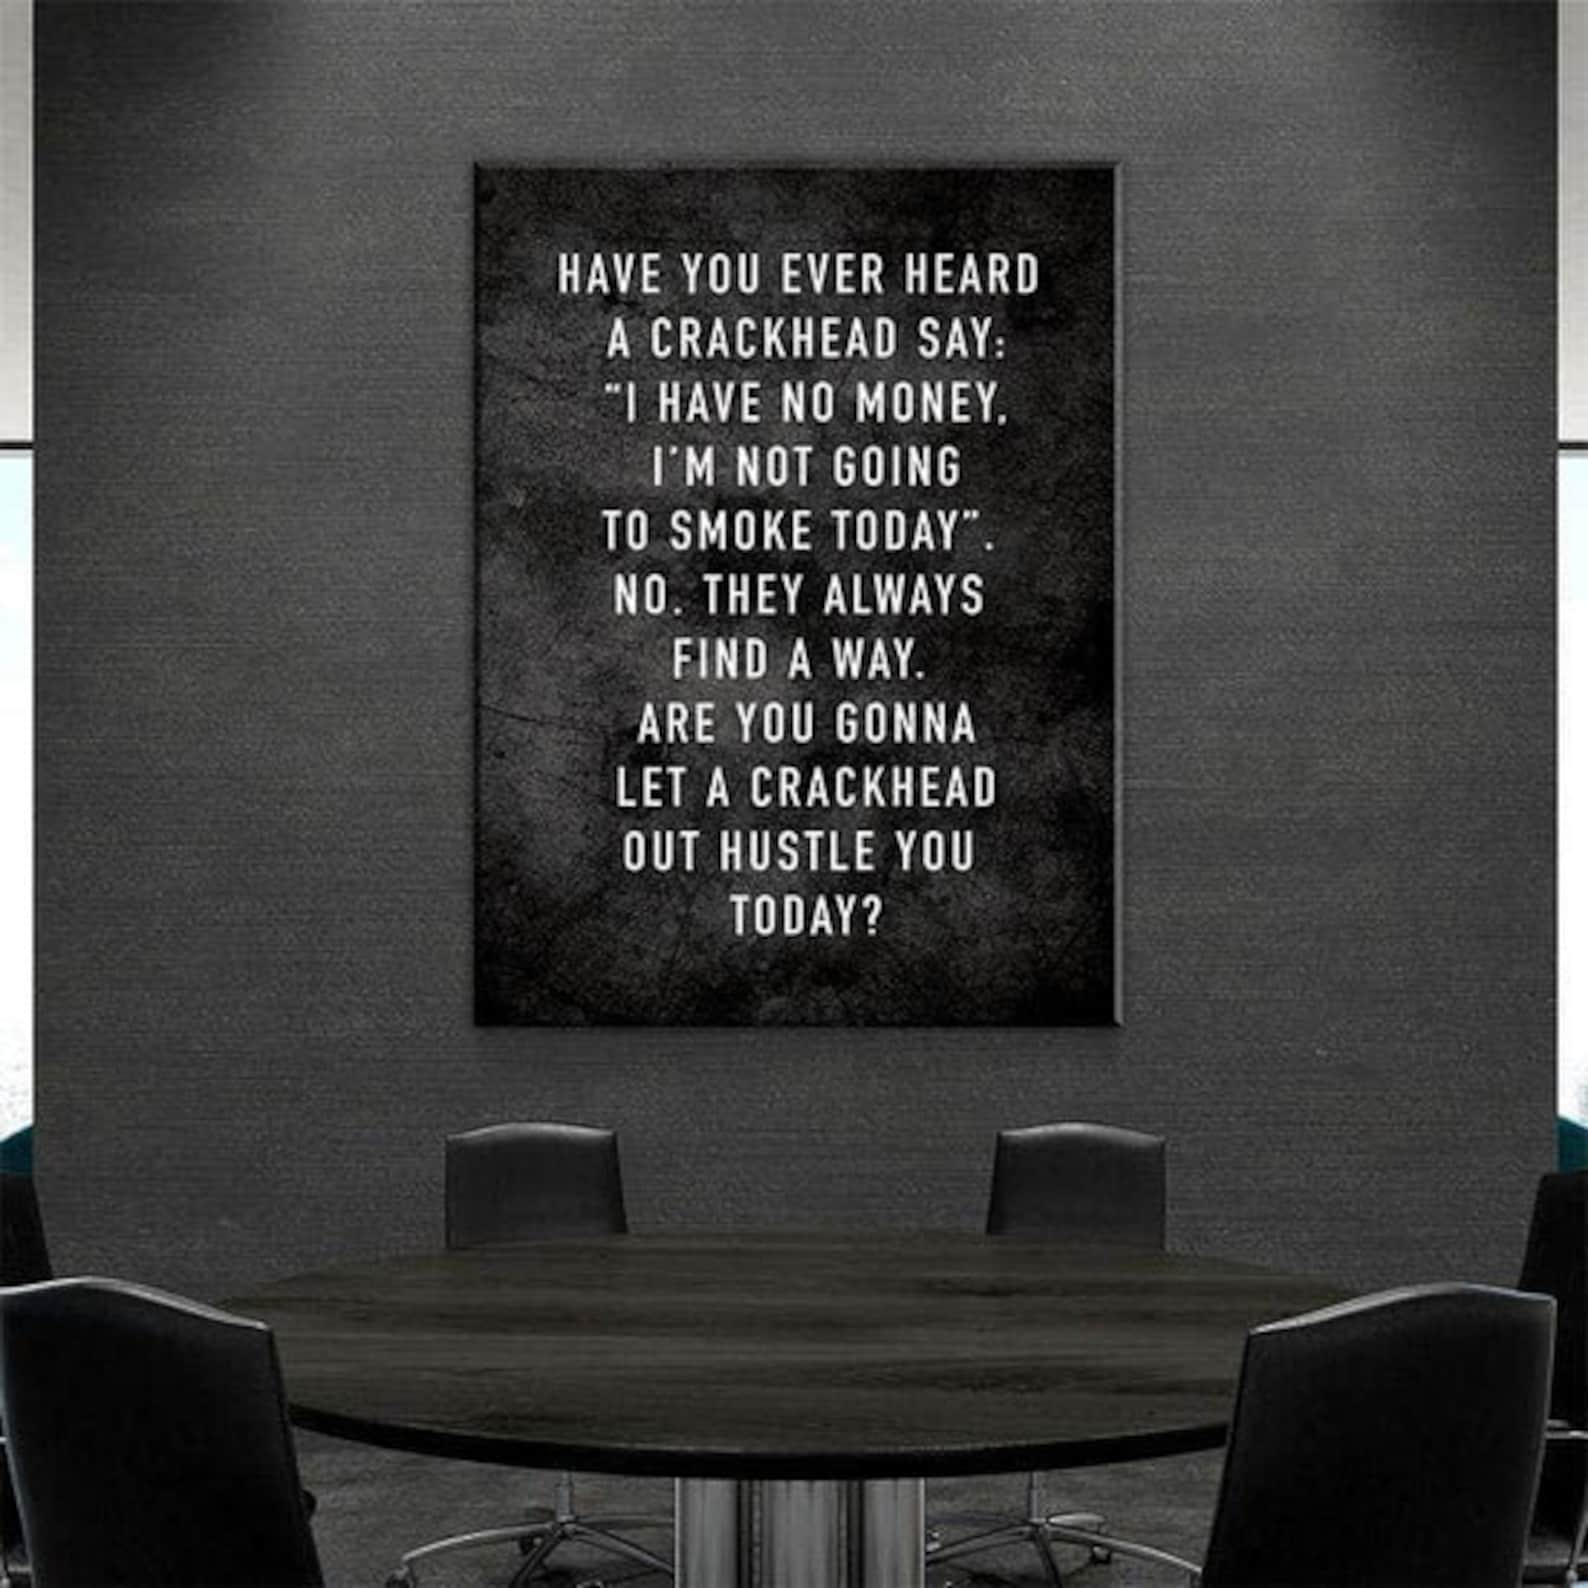 HAVE YOU EVER HEARD
A CRACKHEAD SAY:
“I HAVE NO MONEY,
I'M NOT GOING
TO SMOKE TODAY”.
NO. THEY ALWAYS
FIND A WAY.
ARE YOU GONNA
LET A CRACKHEAD
OUT HUSTLE YOU
TODAY?